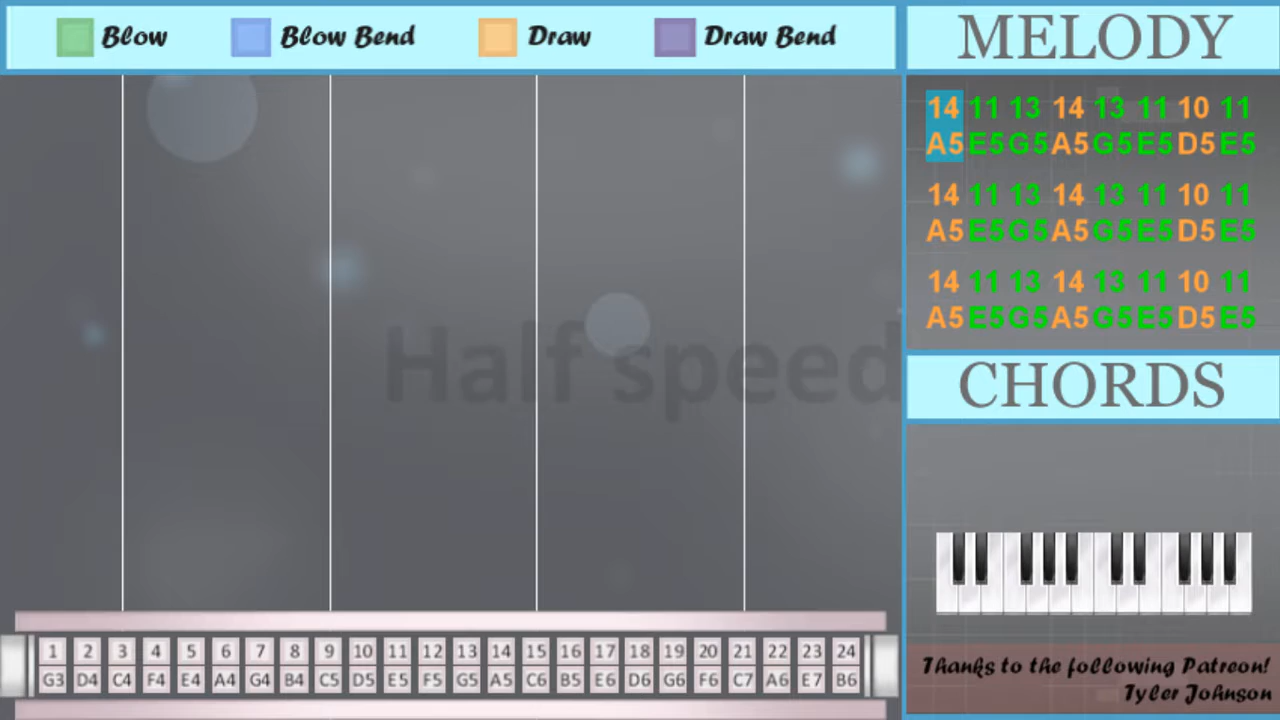 Blow Blow Bend Draw Draw Bend
MELODY
14 11 13 14 13 11 10 11
A5 E5 G5 A5 G5 E5 D5 E5
14 11 13 14 13 11 10 11
A5 E5 G5 A5 G5 E5 D5 E5
14 11 13 14 13 11 10 11
A5 E5 G5 A5 G5 E5 D5 E5
Half speed
CHORDS
1 2 3 4 5 6 7 8 9 10 11 12 13 14 15 16 17 18 19 20 21 22 23 24
G3 D4 C4 F4 E4 A4 G4 B4 C5 D5 E5 F5 G5 A5 C6 B5 E6 D6 G6 F6 C7 A6 E7 B6
Thanks to the following Patreon!
Tyler Johnson